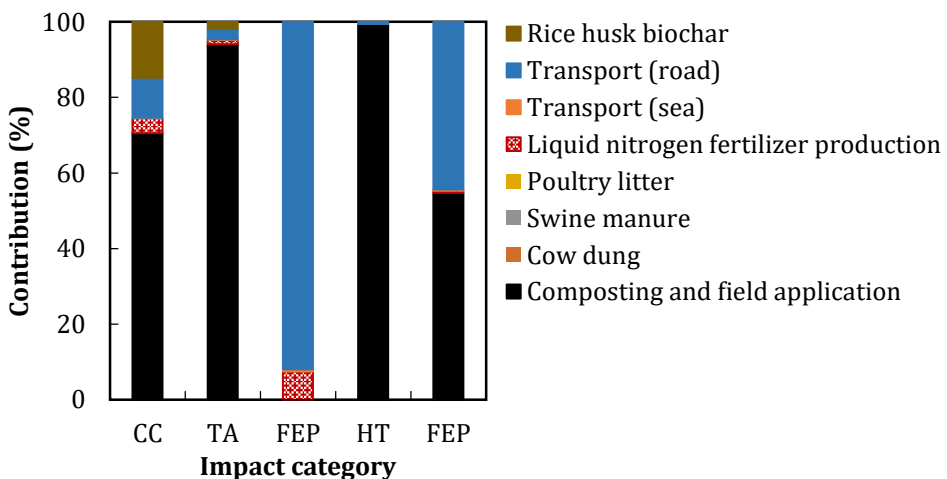 Contribution (%)
100
80
60
40
20
0
CC TA FEP HT FEP
Impact category
Rice husk biochar
Transport (road)
Transport (sea)
Liquid nitrogen fertilizer production
Poultry litter
Swine manure
Cow dung
Composting and field application